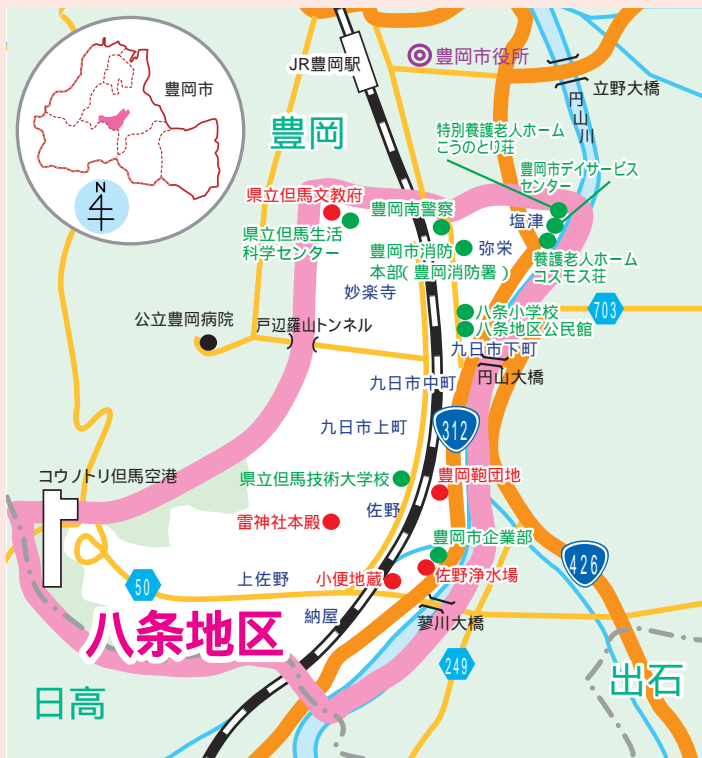 豊岡市
N
JR豊岡駅
豊岡市役所
立野大橋
円山川
豊岡
特別養護老人ホーム
こうのとり荘
豊岡市デイサービス
センター
県立但馬文教府
県立但馬生活
科学センター
豊岡南警察
塩津
豊岡市消防
本部(豊岡消防署)
弥栄
養護老人ホーム
コスモス荘
妙楽寺
703
八条小学校
八条地区公民館
公立豊岡病院
戸辺羅山トンネル
九日市下町
円山大橋
九日市中町
九日市上町
312
コウノトリ但馬空港
県立但馬技術大学校
豊岡鞄団地
佐野
雷神社本殿
豊岡市企業部
426
50
上佐野
小便地蔵
佐野浄水場
納屋
蓼川大橋
八条地区
249
日高
出石